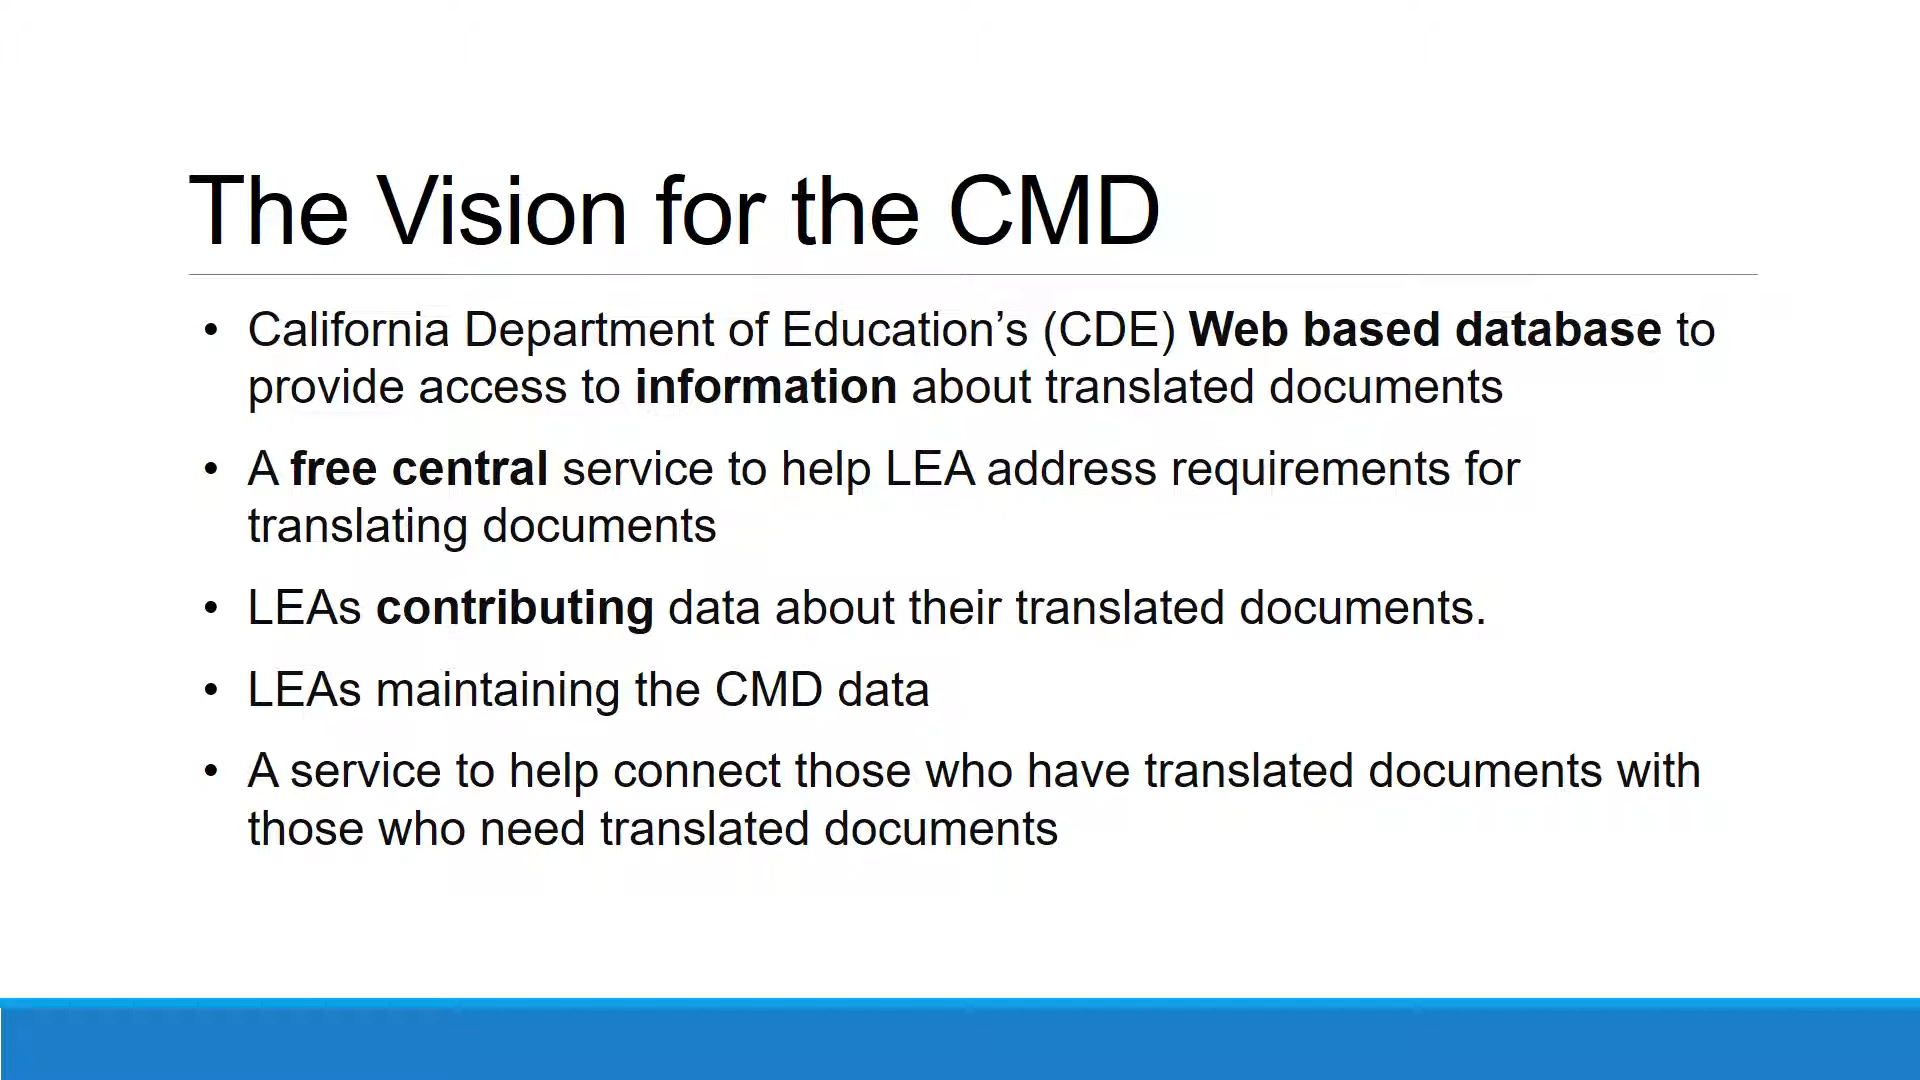 The Vision for the CMD
• California Department of Education’s (CDE) Web based database to
provide access to information about translated documents
• A free central service to help LEA address requirements for
translating documents
• LEAs contributing data about their translated documents.
• LEAs maintaining the CMD data
• A service to help connect those who have translated documents with
those who need translated documents